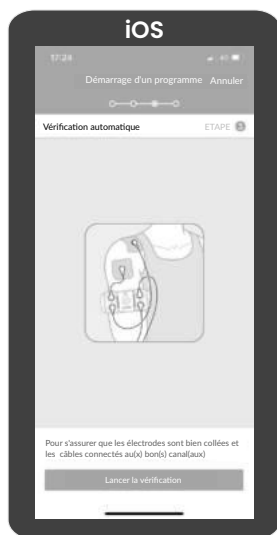 iOS
17:28
Démarrage d'un programme Annuler
Vérification automatique ETAPE 3
Pour s'assurer que les électrodes sont bien collées et
les câbles connectés au(x) bon(s) canal(aux)
Lancer la vérification